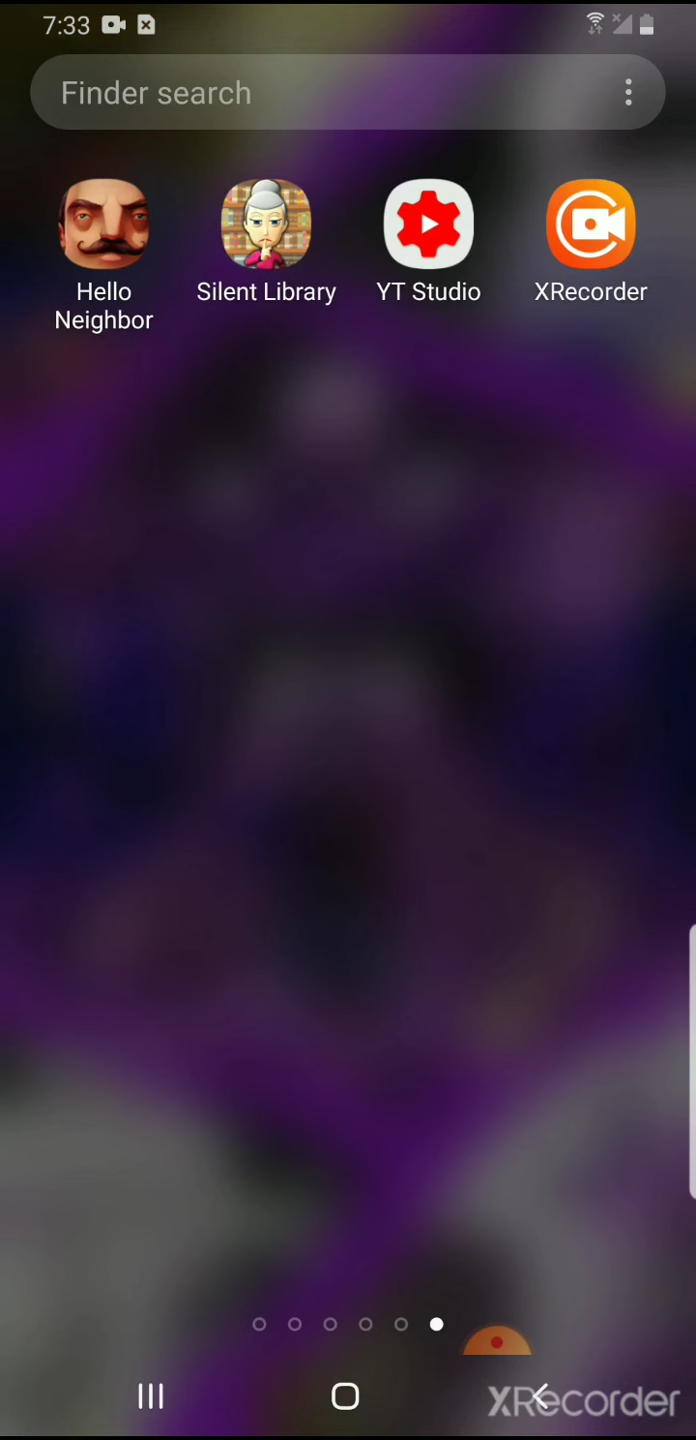 7:33
Finder search
Hello
Neighbor
Silent Library
YT Studio
XRecorder
XRecorder